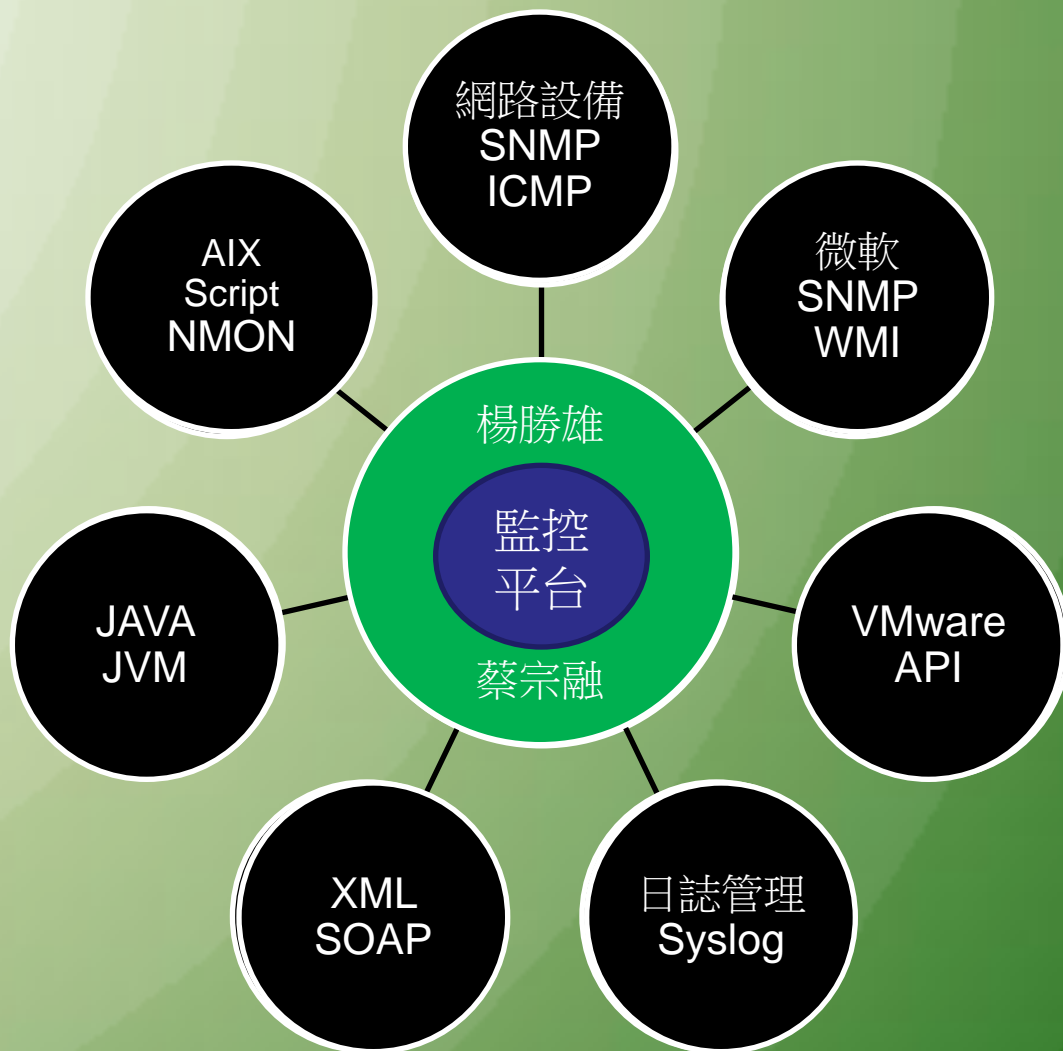 網路設備
SNMP
ICMP
微軟
SNMP
WMI
VMware
API
日誌管理
Syslog
XML
SOAP
JAVA
JVM
AIX
Script
NMON
楊勝雄
監控
平台
蔡宗融